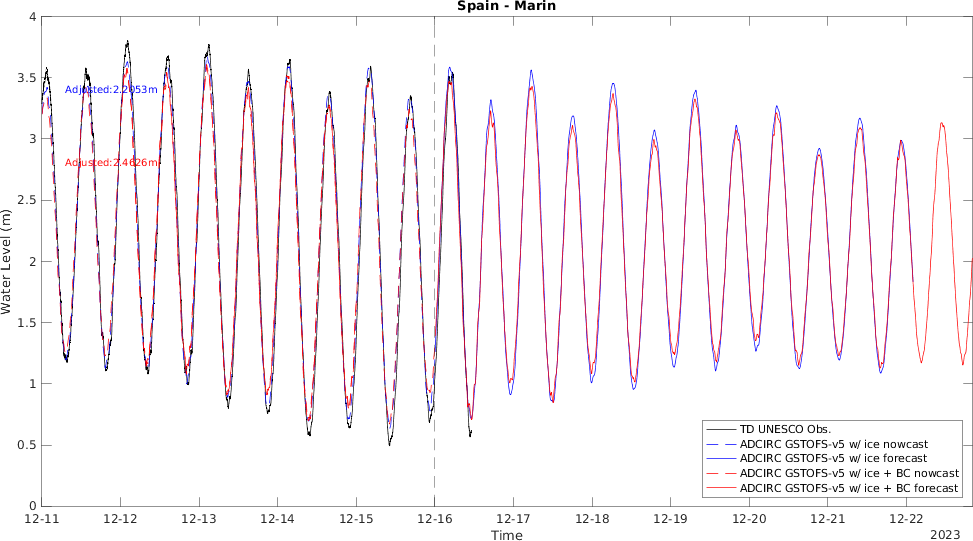 Spain - Marin
4
3.5
3
2.5
2
1.5
1
0.5
0
Water Level (m)
Adjusted:2.2053m
Adjusted:2.4626m
TD UNESCO Obs.
ADCIRC GSTOFS-v5 w/ ice nowcast
ADCIRC GSTOFS-v5 w/ ice forecast
ADCIRC GSTOFS-v5 w/ ice + BC nowcast
ADCIRC GSTOFS-v5 w/ ice + BC forecast
12-11 12-12 12-13 12-14 12-15 12-16 12-17 12-18 12-19 12-20 12-21 12-22
Time
2023